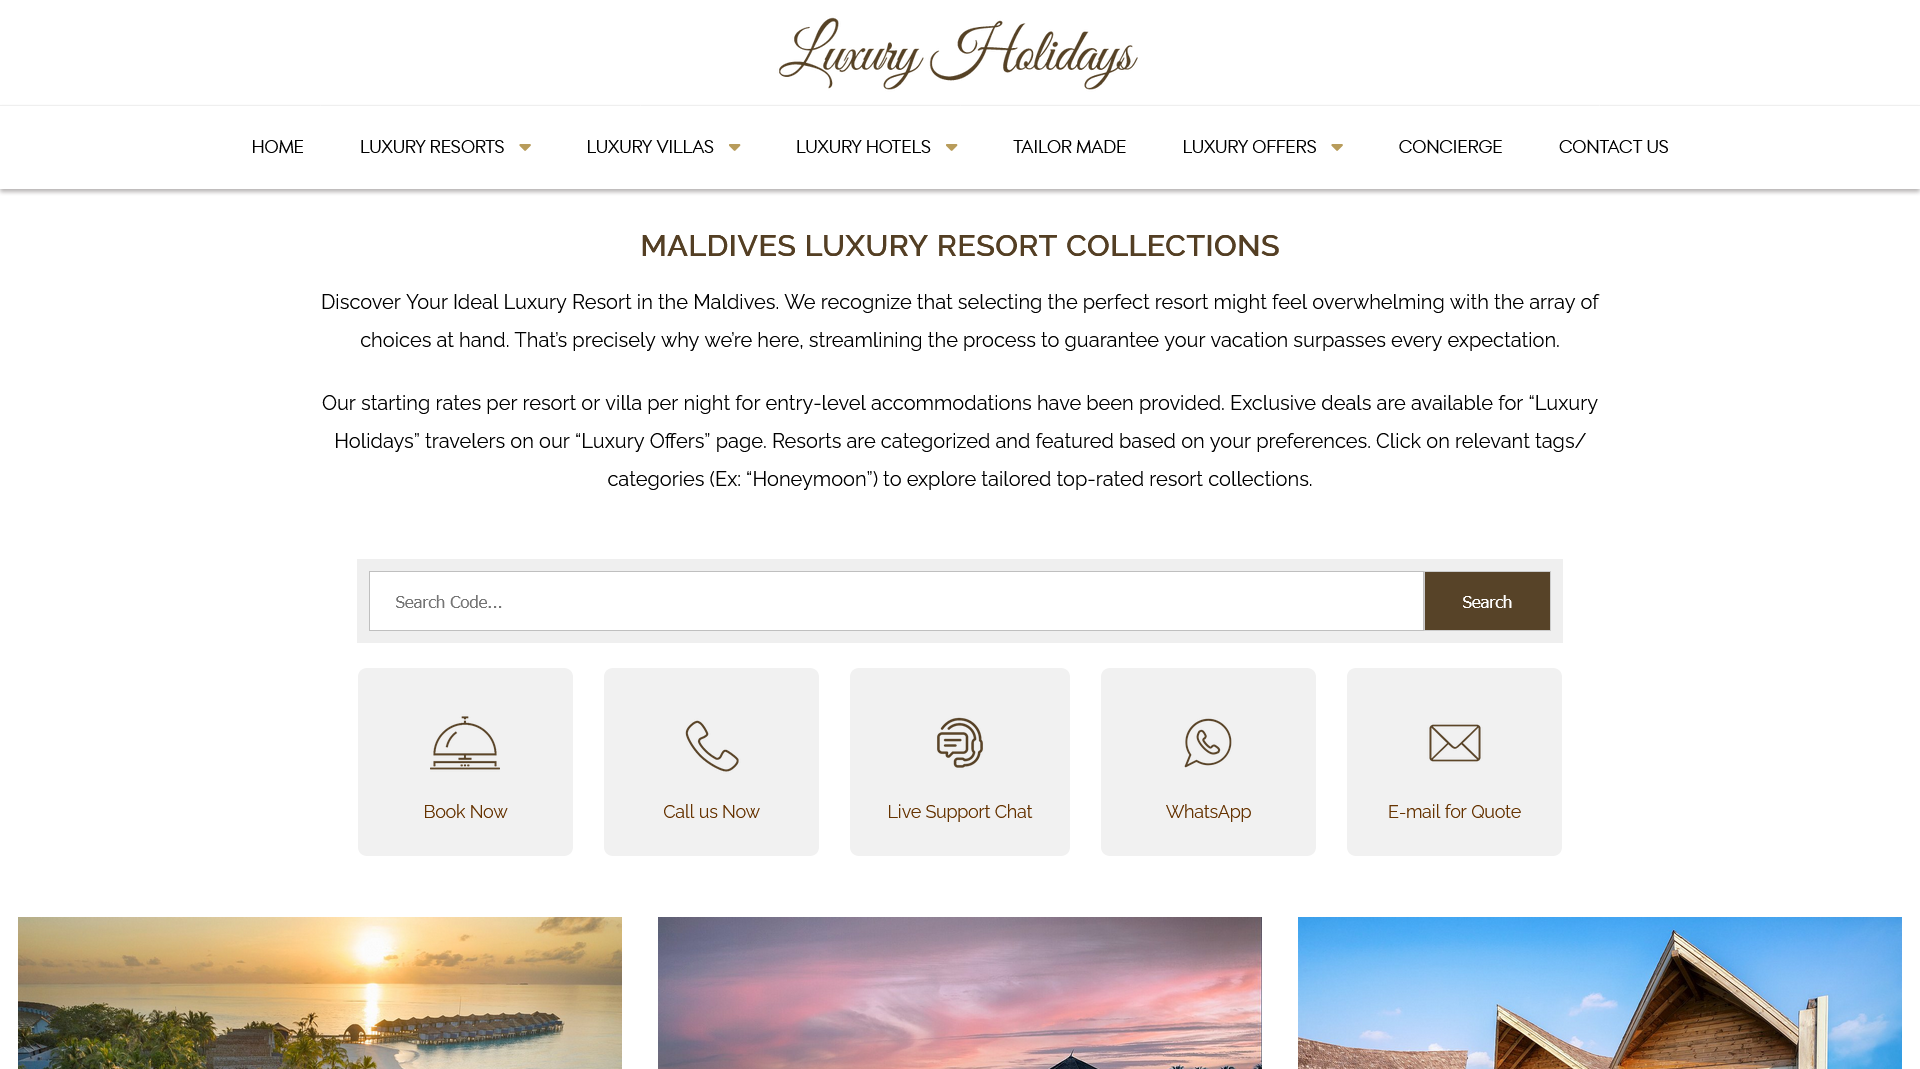 Luxury Holidays
HOME LUXURY RESORTS LUXURY VILLAS LUXURY HOTELS TAILOR MADE LUXURY OFFERS CONCIERGE CONTACT US
MALDIVES LUXURY RESORT COLLECTIONS
Discover Your Ideal Luxury Resort in the Maldives. We recognize that selecting the perfect resort might feel overwhelming with the array of
choices at hand. That’s precisely why we’re here, streamlining the process to guarantee your vacation surpasses every expectation.
Our starting rates per resort or villa per night for entry-level accommodations have been provided. Exclusive deals are available for “Luxury
Holidays” travelers on our “Luxury Offers” page. Resorts are categorized and featured based on your preferences. Click on relevant tags/
categories (Ex: “Honeymoon”) to explore tailored top-rated resort collections.
Search Code... Search
Book Now Call us Now Live Support Chat WhatsApp E-mail for Quote